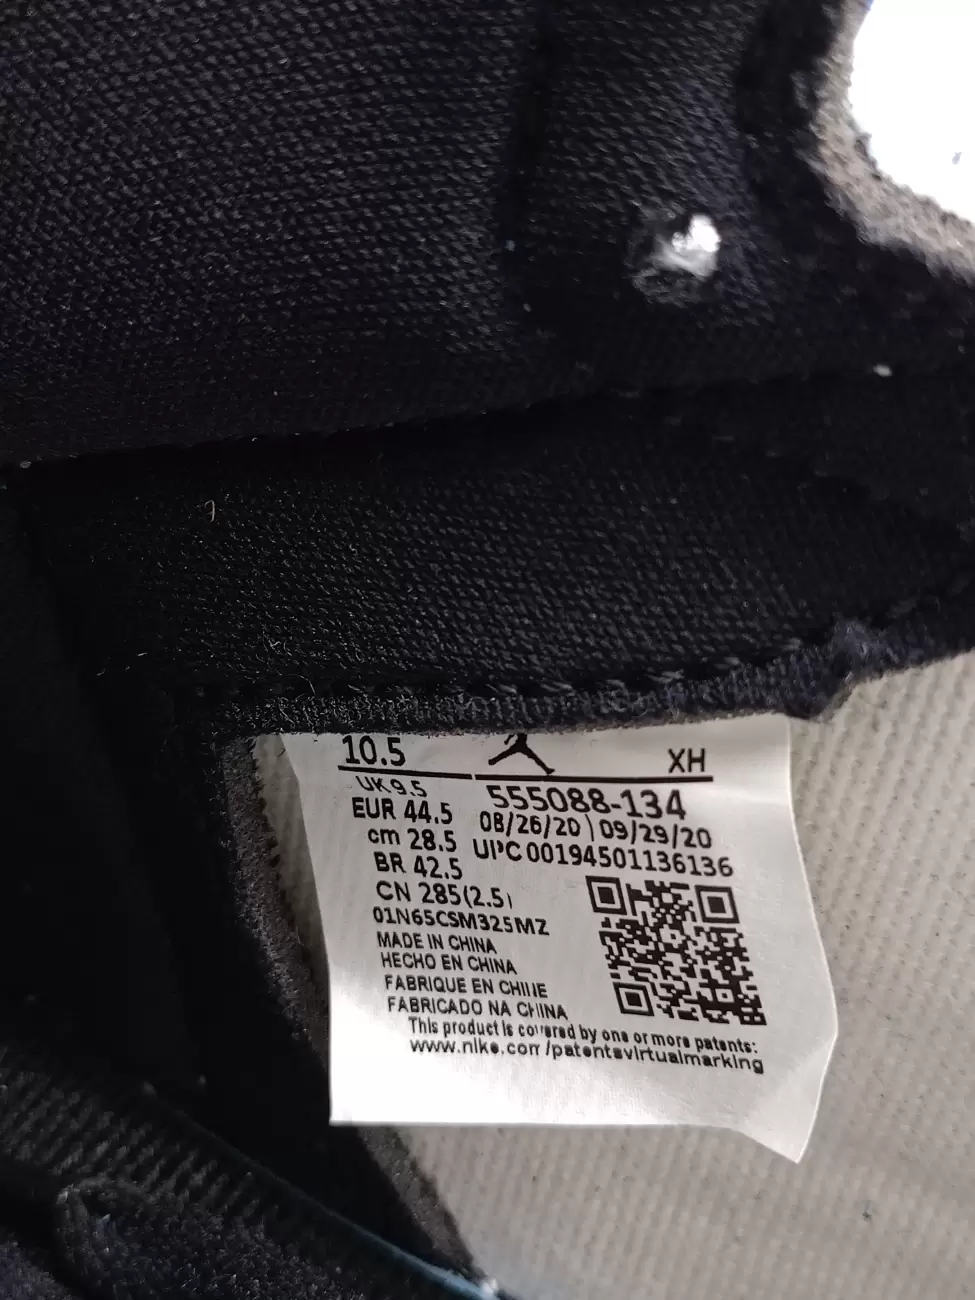 10.5 XH
UK 9.5 555088-134
EUR 44.5 08/26/20 | 09/29/20
cm 28.5 UPC 00194501136136
BR 42.5
CN 285(2.5)
01N65CSM325MZ
MADE IN CHINA
HECHO EN CHINA
FABRIQUE EN CHINE
FABRICADO NA CHINA
This product is covered by one or more patents:
www.nike.com/patentsvirtualmarking